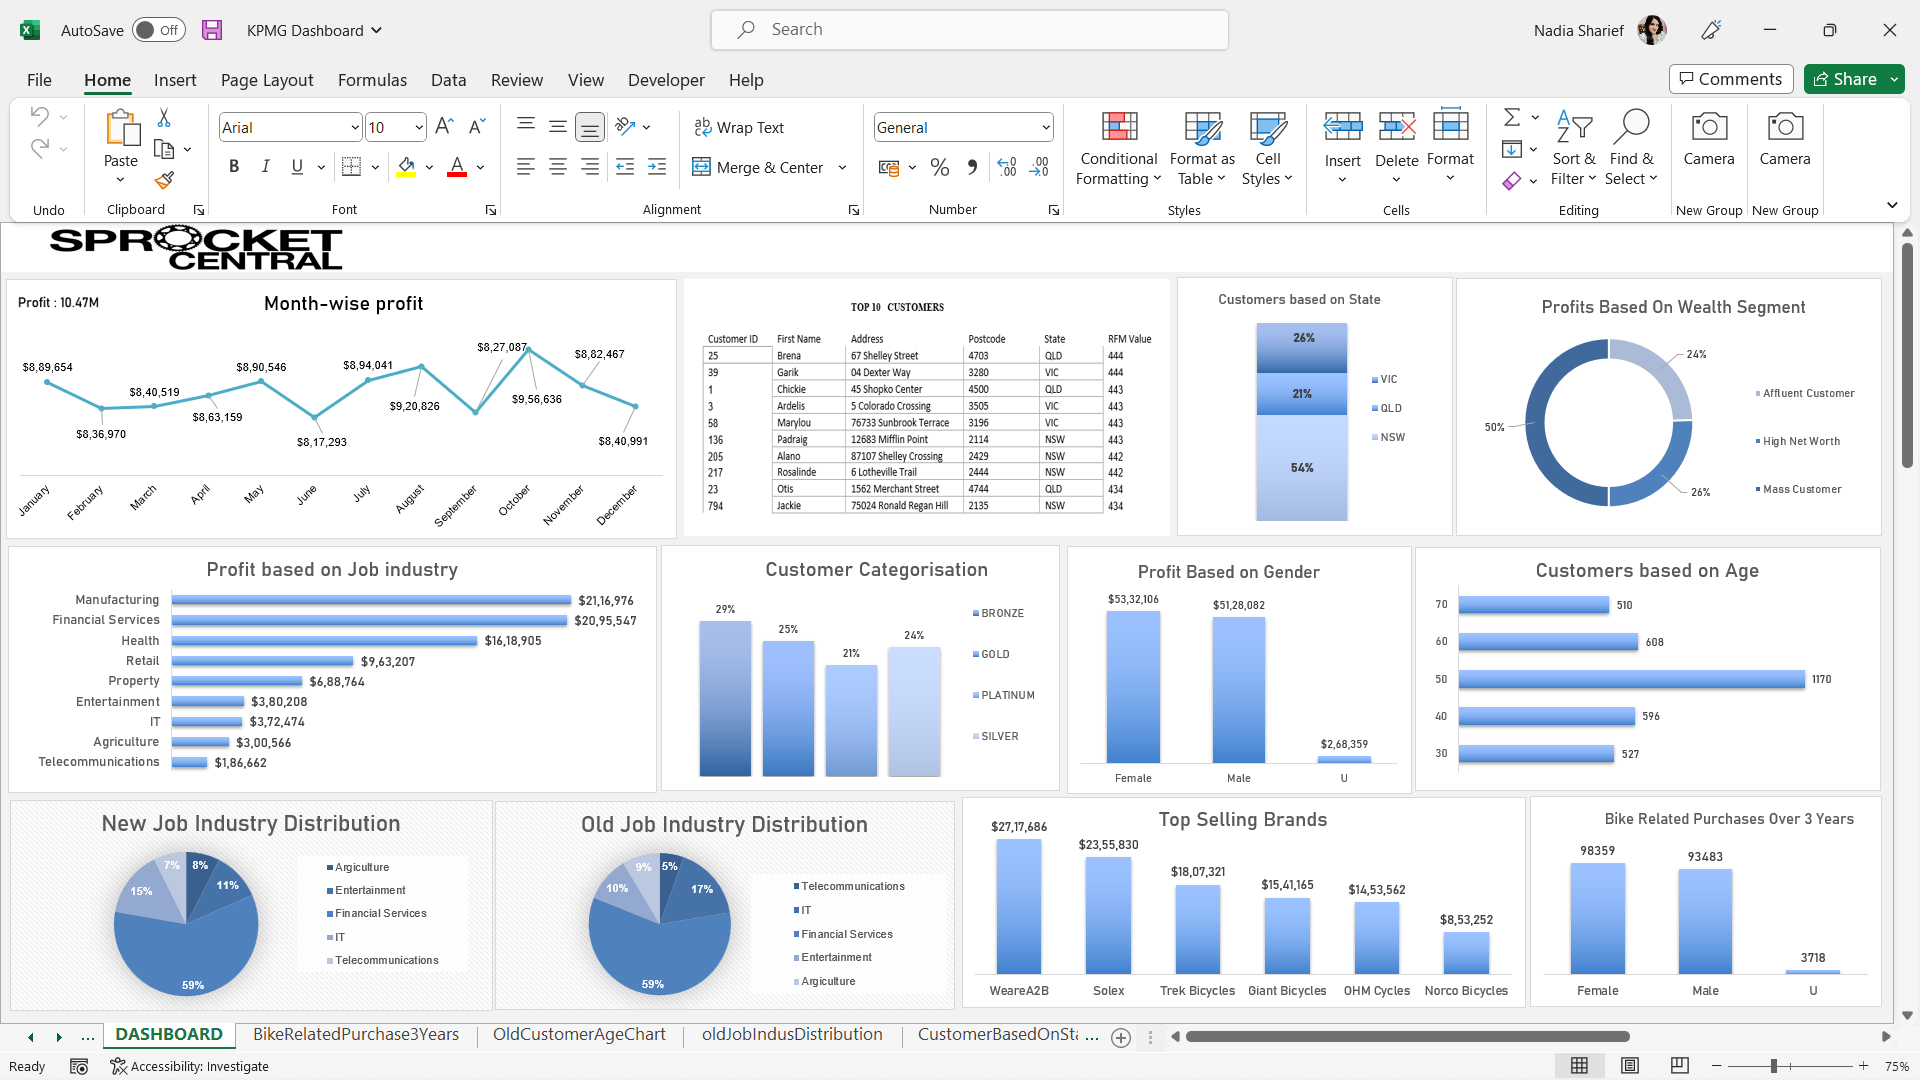 AutoSave Off KPMG Dashboard Search Nadia Sharief
File Home Insert Page Layout Formulas Data Review View Developer Help Comments Share
Arial 10 Wrap Text General
Paste B I U Merge & Center % Conditional Formatting Format as Table Cell Styles Insert Delete Format Sort & Filter Find & Select Camera Camera
Undo Clipboard Font Alignment Number Styles Cells Editing New Group New Group
SPROCKET
CENTRAL
Profit : 10.47M
Month-wise profit
$8,89,654
$8,36,970
$8,40,519
$8,63,159
$8,90,546
$8,17,293
$8,94,041
$9,20,826
$8,27,087
$9,56,636
$8,82,467
$8,40,991
January February March April May June July August September October November December
TOP 10 CUSTOMERS
Customer ID First Name Address Postcode State RFM Value
25 Brena 67 Shelley Street 4703 QLD 444
39 Garik 04 Dexter Way 3280 VIC 444
1 Chickie 45 Shopko Center 4500 QLD 443
3 Ardelis 5 Colorado Crossing 3505 VIC 443
58 Marylou 76733 Sunbrook Terrace 3196 VIC 443
136 Padraig 12683 Mifflin Point 2114 NSW 443
205 Alano 87107 Shelley Crossing 2429 NSW 442
217 Rosalinde 6 Lotheville Trail 2444 NSW 442
23 Otis 1562 Merchant Street 4744 QLD 434
794 Jackie 75024 Ronald Regan Hill 2135 NSW 434
Customers based on State
26%
21%
54%
VIC
QLD
NSW
Profits Based On Wealth Segment
24%
50%
26%
Affluent Customer
High Net Worth
Mass Customer
Profit based on Job industry
Manufacturing $21,16,976
Financial Services $20,95,547
Health $16,18,905
Retail $9,63,207
Property $6,88,764
Entertainment $3,80,208
IT $3,72,474
Agriculture $3,00,566
Telecommunications $1,86,662
Customer Categorisation
29% 25% 21% 24%
BRONZE
GOLD
PLATINUM
SILVER
Profit Based on Gender
$53,32,106 $51,28,082 $2,68,359
Female Male U
Customers based on Age
70 510
60 608
50 1170
40 596
30 527
New Job Industry Distribution
7% 8% 11% 15% 59%
Argiculture
Entertainment
Financial Services
IT
Telecommunications
Old Job Industry Distribution
9% 5% 17% 10% 59%
Telecommunications
IT
Financial Services
Entertainment
Argiculture
Top Selling Brands
$27,17,686 $23,55,830 $18,07,321 $15,41,165 $14,53,562 $8,53,252
WeareA2B Solex Trek Bicycles Giant Bicycles OHM Cycles Norco Bicycles
Bike Related Purchases Over 3 Years
98359 93483 3718
Female Male U
... DASHBOARD BikeRelatedPurchase3Years OldCustomerAgeChart oldJobIndusDistribution CustomerBasedOnSta ...
Ready Accessibility: Investigate 75%